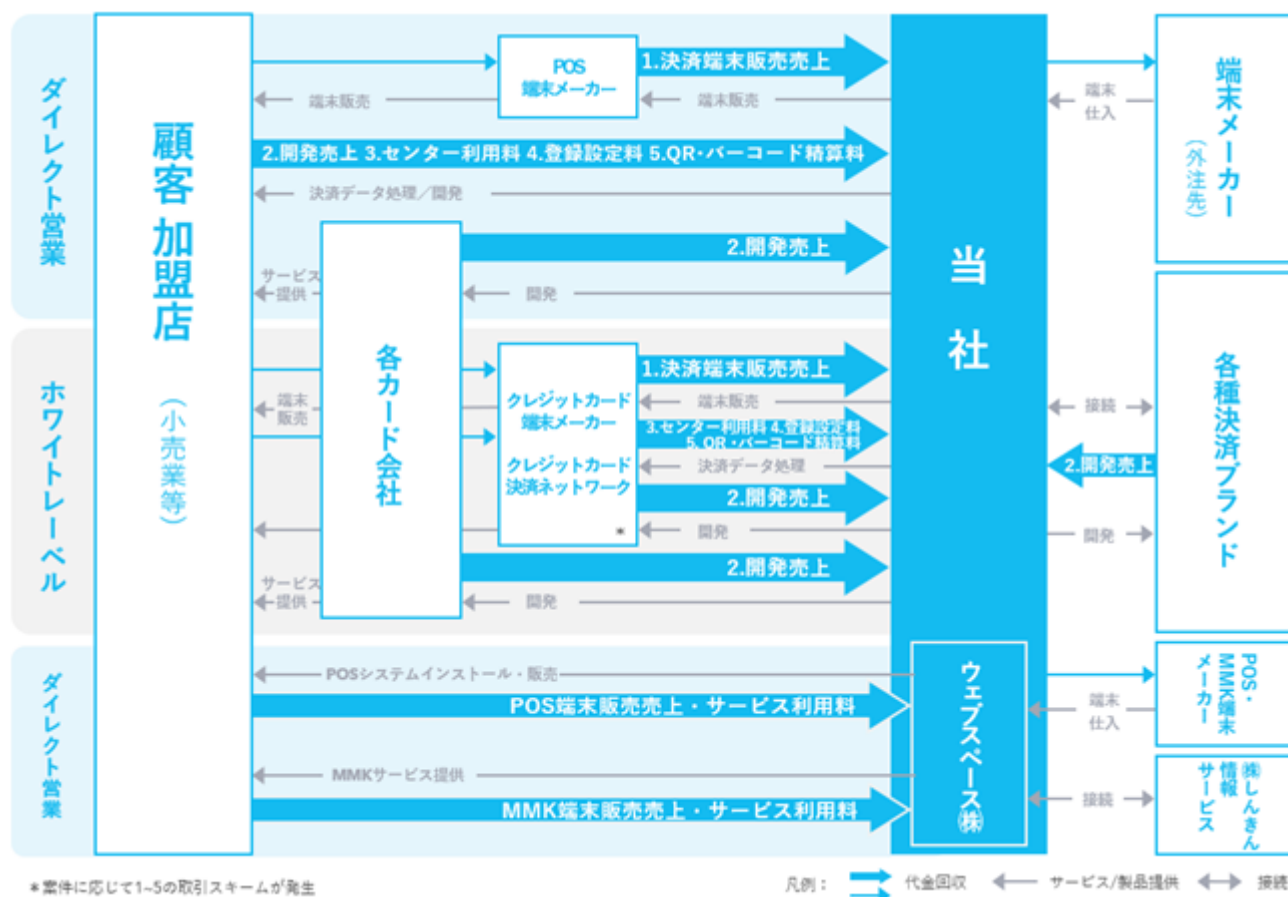 ダイレクト営業
顧客 加盟店
(小売業等)
POS
端末メーカー
1.決済端末販売売上
端末販売
端末販売
2.開発売上 3.センター利用料 4.登録設定料 5.QR・バーコード精算料
決済データ処理/開発
2.開発売上
サービス
提供
開発
当社
端末
仕入
端末メーカー
(外注先)
ホワイトレーベル
各カード会社
端末
販売
クレジットカード
端末メーカー
クレジットカード
決済ネットワーク
*
1.決済端末販売売上
端末販売
3.センター利用料 4.登録設定料
5.QR・バーコード精算料
決済データ処理
2.開発売上
開発
2.開発売上
サービス
提供
開発
接続
2.開発売上
開発
各種決済ブランド
ダイレクト営業
POSシステムインストール・販売
POS端末販売売上・サービス利用料
MMKサービス提供
MMK端末販売売上・サービス利用料
ウェブスペース㈱
端末
仕入
POS・
MMK端末
メーカー
接続
㈱しんきん
情報
サービス
*案件に応じて1~5の取引スキームが発生
凡例:
代金回収
サービス/製品提供
接続